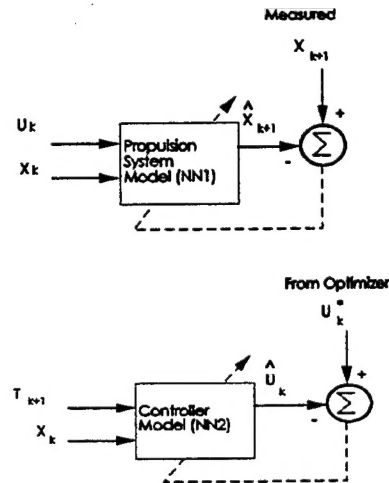 Measured
X k+1
+
U k
X k
Propulsion
System
Model (NN1)
^
X k+1
-
Σ
From Optimizer
U * k
+
T k+1
X k
Controller
Model (NN2)
^
U k
-
Σ